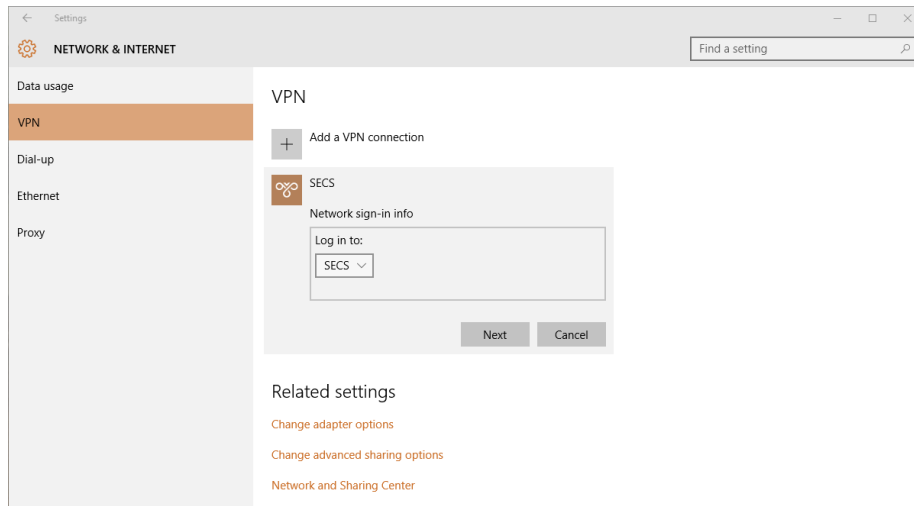 Settings
NETWORK & INTERNET
Find a setting
Data usage
VPN
Dial-up
Ethernet
Proxy
VPN
Add a VPN connection
SECS
Network sign-in info
Log in to:
SECS
Next Cancel
Related settings
Change adapter options
Change advanced sharing options
Network and Sharing Center